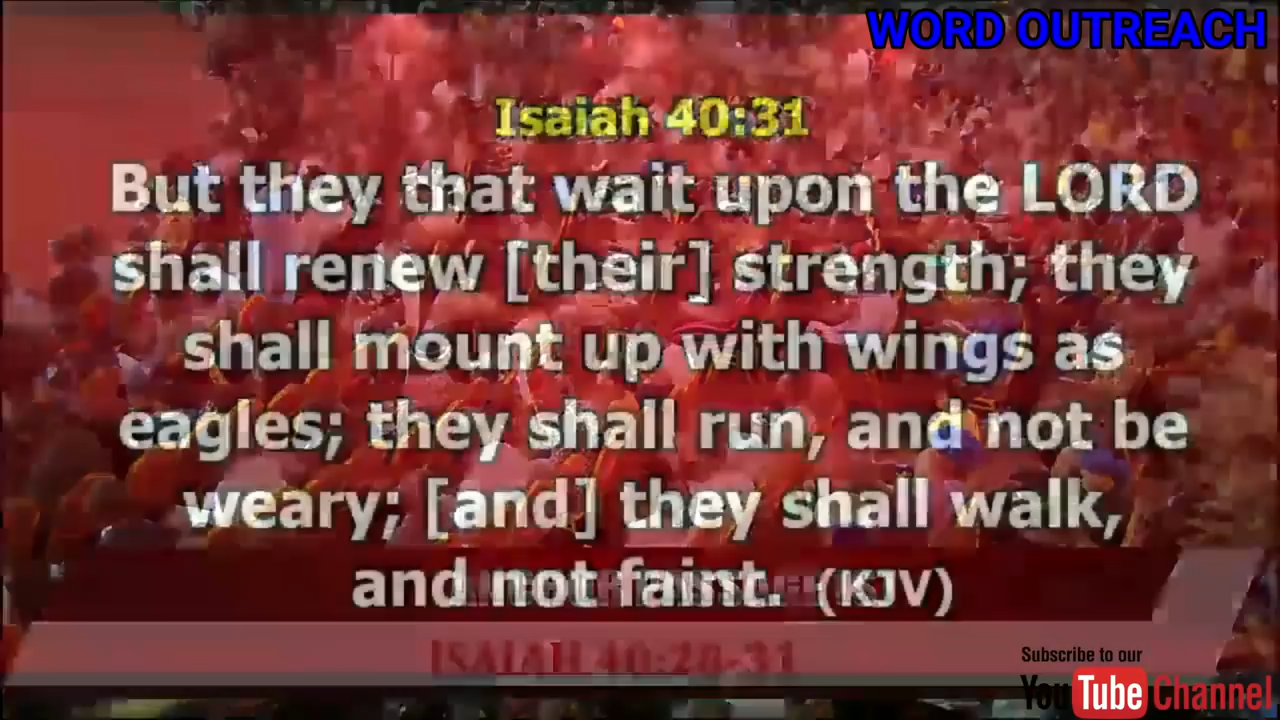 WORD OUTREACH
Isaiah 40:31
But they that wait upon the LORD
shall renew [their] strength; they
shall mount up with wings as
eagles; they shall run, and not be
weary; [and] they shall walk,
and not faint. (KJV)
ISAIAH 40:28-31
Subscribe to our
YouTube Channel